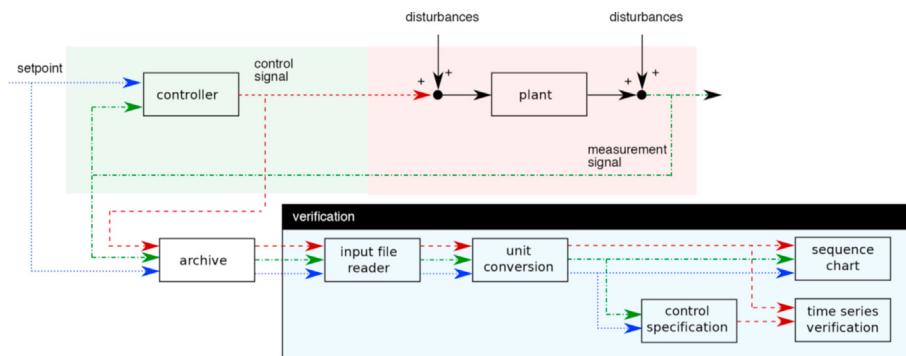 disturbances
disturbances
setpoint
control
signal
+
+
+
+
controller
plant
measurement
signal
verification
archive
input file
reader
unit
conversion
sequence
chart
control
specification
time series
verification